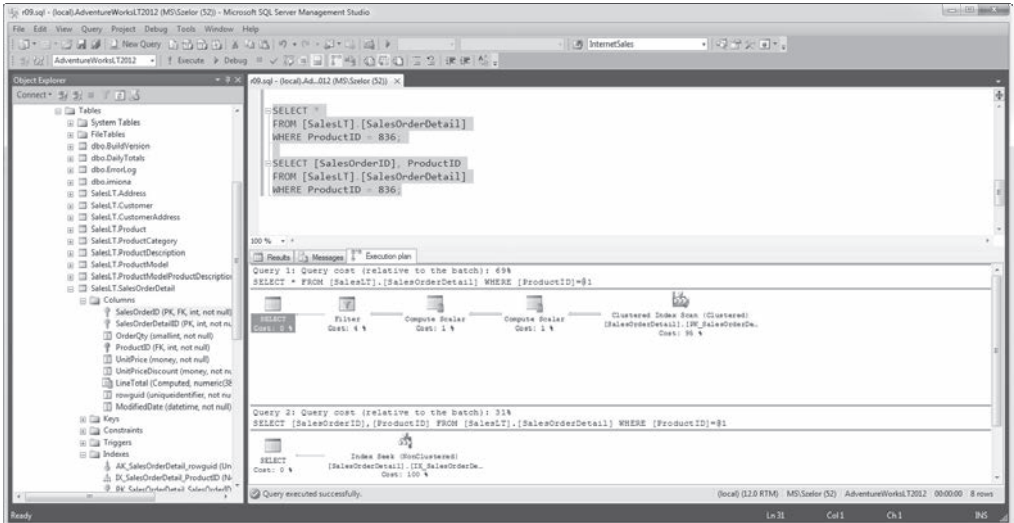 r09.sql - (local).AdventureWorksLT2012 (MS\Szelor (52)) - Microsoft SQL Server Management Studio
File Edit View Query Project Debug Tools Window Help
New Query InternetSales
AdventureWorksLT2012 Execute Debug
Object Explorer
Connect
Tables
System Tables
FileTables
dbo.BuildVersion
dbo.DailyTotals
dbo.ErrorLog
dbo.imiona
SalesLT.Address
SalesLT.Customer
SalesLT.CustomerAddress
SalesLT.Product
SalesLT.ProductCategory
SalesLT.ProductDescription
SalesLT.ProductModel
SalesLT.ProductModelProductDescription
SalesLT.SalesOrderDetail
Columns
SalesOrderID (PK, FK, int, not null)
SalesOrderDetailID (PK, int, not nu
OrderQty (smallint, not null)
ProductID (FK, int, not null)
UnitPrice (money, not null)
UnitPriceDiscount (money, not nu
LineTotal (Computed, numeric(38
rowguid (uniqueidentifier, not nu
ModifiedDate (datetime, not null)
Keys
Constraints
Triggers
Indexes
AK_SalesOrderDetail_rowguid (Un
IX_SalesOrderDetail_ProductID (N
PK_SalesOrderDetail_SalesOrderID
r09.sql - (local).Ad...012 (MS\Szelor (52))
SELECT *
FROM [SalesLT].[SalesOrderDetail]
WHERE ProductID = 836;
SELECT [SalesOrderID], ProductID
FROM [SalesLT].[SalesOrderDetail]
WHERE ProductID = 836;
100 %
Results Messages Execution plan
Query 1: Query cost (relative to the batch): 69%
SELECT * FROM [SalesLT].[SalesOrderDetail] WHERE [ProductID]=@1
SELECT
Cost: 0 %
Filter
Cost: 4 %
Compute Scalar
Cost: 1 %
Compute Scalar
Cost: 1 %
Clustered Index Scan (Clustered)
[SalesOrderDetail].[PK_SalesOrderDe...
Cost: 95 %
Query 2: Query cost (relative to the batch): 31%
SELECT [SalesOrderID],[ProductID] FROM [SalesLT].[SalesOrderDetail] WHERE [ProductID]=@1
SELECT
Cost: 0 %
Index Seek (NonClustered)
[SalesOrderDetail].[IX_SalesOrderDe...
Cost: 100 %
Query executed successfully.
(local) (12.0 RTM) MS\Szelor (52) AdventureWorksLT2012 00:00:00 8 rows
Ready Ln 31 Col 1 Ch 1 INS